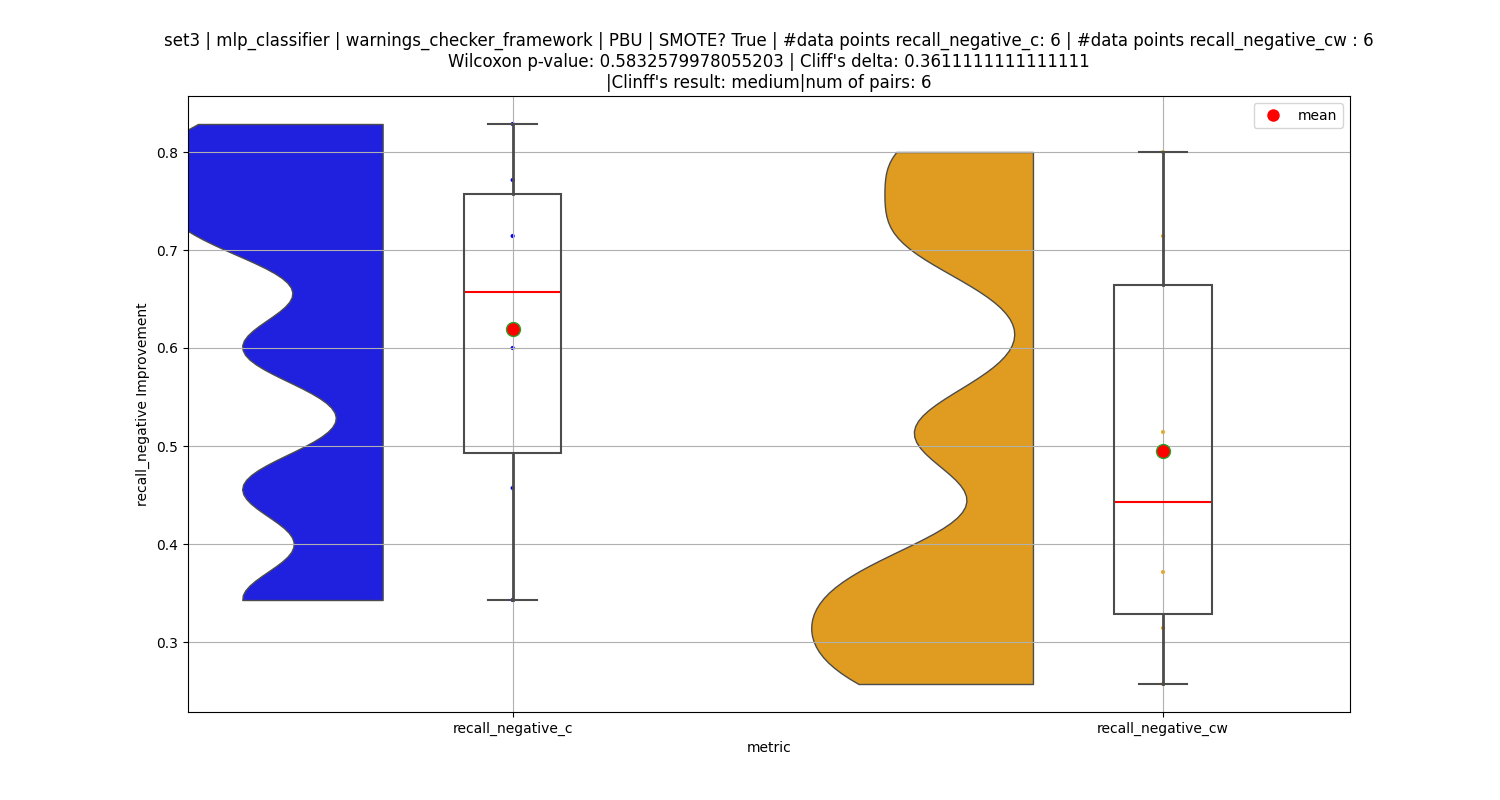 set3 | mlp_classifier | warnings_checker_framework | PBU | SMOTE? True | #data points recall_negative_c: 6 | #data points recall_negative_cw : 6
Wilcoxon p-value: 0.5832579978055203 | Cliff's delta: 0.3611111111111111
|Clinff's result: medium|num of pairs: 6
mean
0.8
0.7
0.6
0.5
0.4
0.3
recall_negative Improvement
recall_negative_c
recall_negative_cw
metric